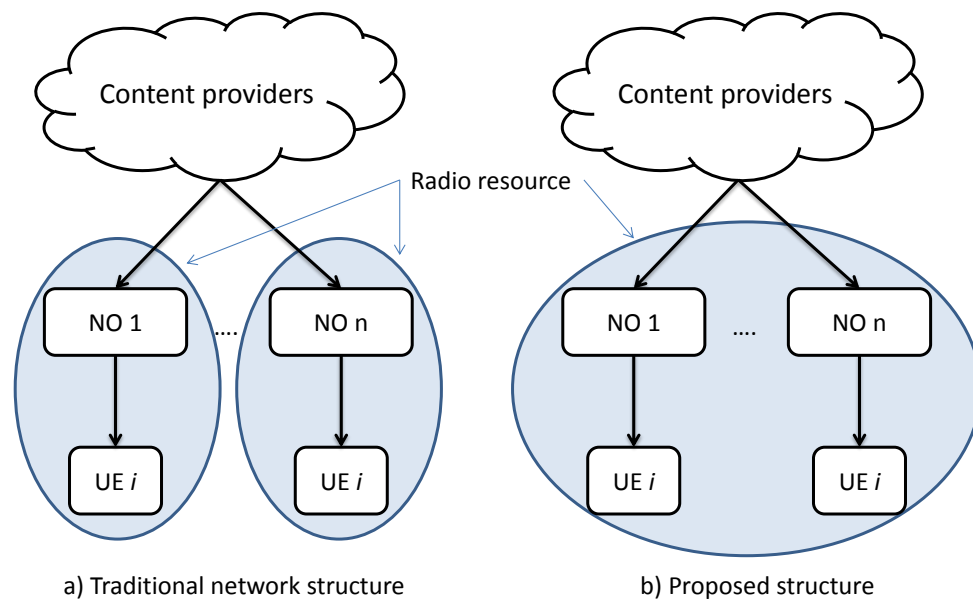 Content providers
Content providers
Radio resource
NO 1
....
NO n
NO 1
....
NO n
UE i
UE i
UE i
UE i
a) Traditional network structure
b) Proposed structure